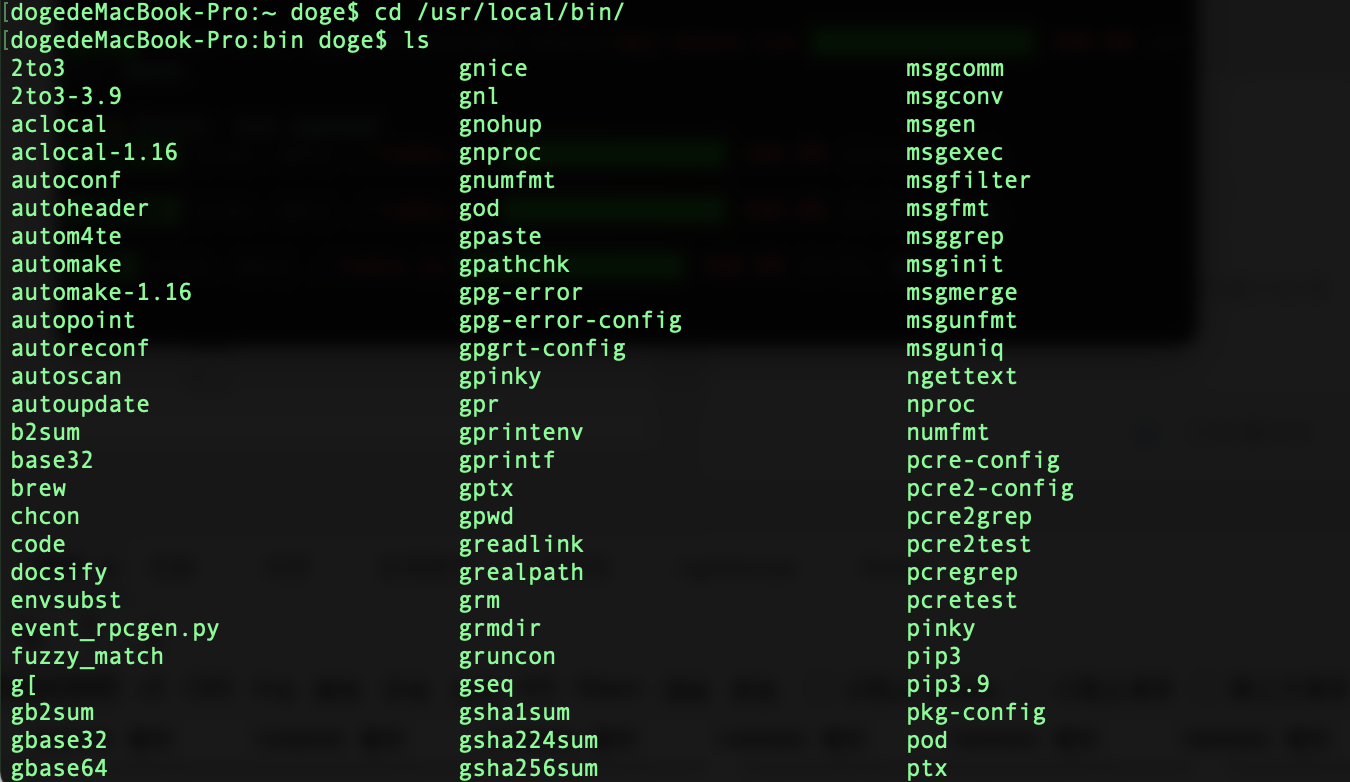 [dogedeMacBook-Pro:~ doge$ cd /usr/local/bin/
[dogedeMacBook-Pro:bin doge$ ls
2to3 gnice msgcomm
2to3-3.9 gnl msgconv
aclocal gnohup msgen
aclocal-1.16 gnproc msgexec
autoconf gnumfmt msgfilter
autoheader god msgfmt
autom4te gpaste msggrep
automake gpathchk msginit
automake-1.16 gpg-error msgmerge
autopoint gpg-error-config msgunfmt
autoreconf gpgrt-config msguniq
autoscan gpinky ngettext
autoupdate gpr nproc
b2sum gprintenv numfmt
base32 gprintf pcre-config
brew gptx pcre2-config
chcon gpwd pcre2grep
code greadlink pcre2test
docsify grealpath pcregrep
envsubst grm pcretest
event_rpcgen.py grmdir pinky
fuzzy_match gruncon pip3
g[ gseq pip3.9
gb2sum gsha1sum pkg-config
gbase32 gsha224sum pod
gbase64 gsha256sum ptx